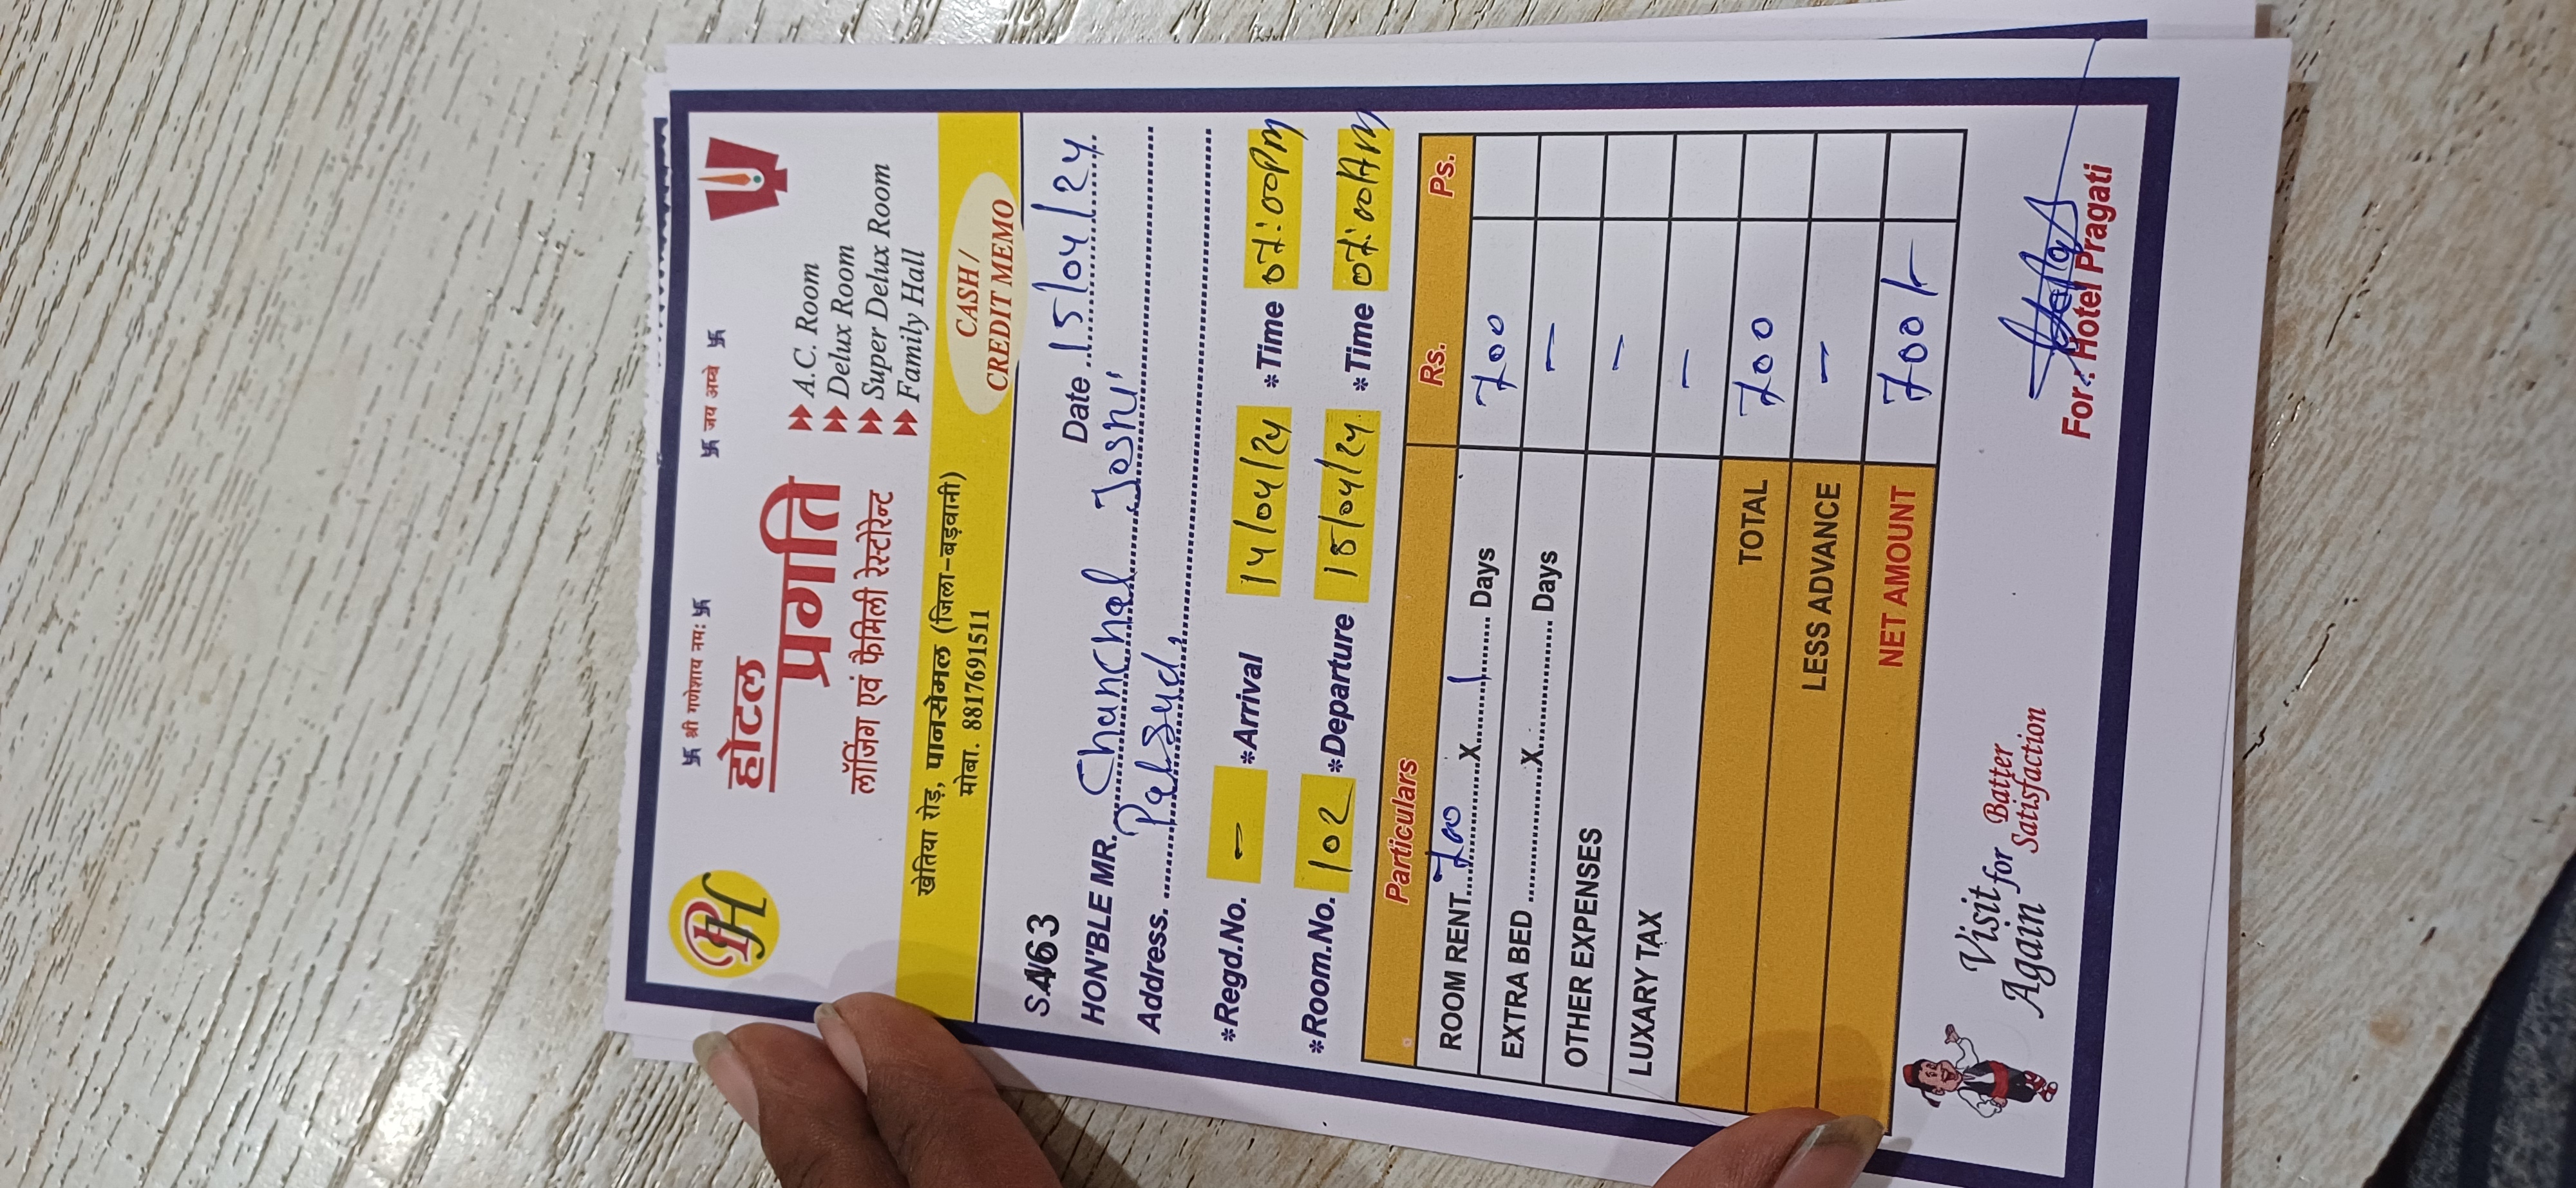 卐 श्री गणेशाय नमः 卐
卐 जय अम्बे 卐
PH
होटल
प्रगति
लॉजिंग एवं फैमिली रेस्टोरेन्ट
A.C. Room
Delux Room
Super Delux Room
Family Hall
खेतिया रोड़, पानसेमल (जिला-बड़वानी)
मोबा. 8817691511
CASH /
CREDIT MEMO
S.463 Date 15/04/24
HON'BLE MR. Chanchal Joshi
Address. Palsud,
*Regd.No. – *Arrival 14/04/24 *Time 07:00PM
*Room.No. 102 *Departure 15/04/24 *Time 07:00AM
Particulars Rs. Ps.
ROOM RENT 700 X 1 Days 700
EXTRA BED X Days –
OTHER EXPENSES –
LUXARY TAX –
TOTAL 700
LESS ADVANCE –
NET AMOUNT 700/-
Visit for Batter
Again Satisfaction
For : Hotel Pragati